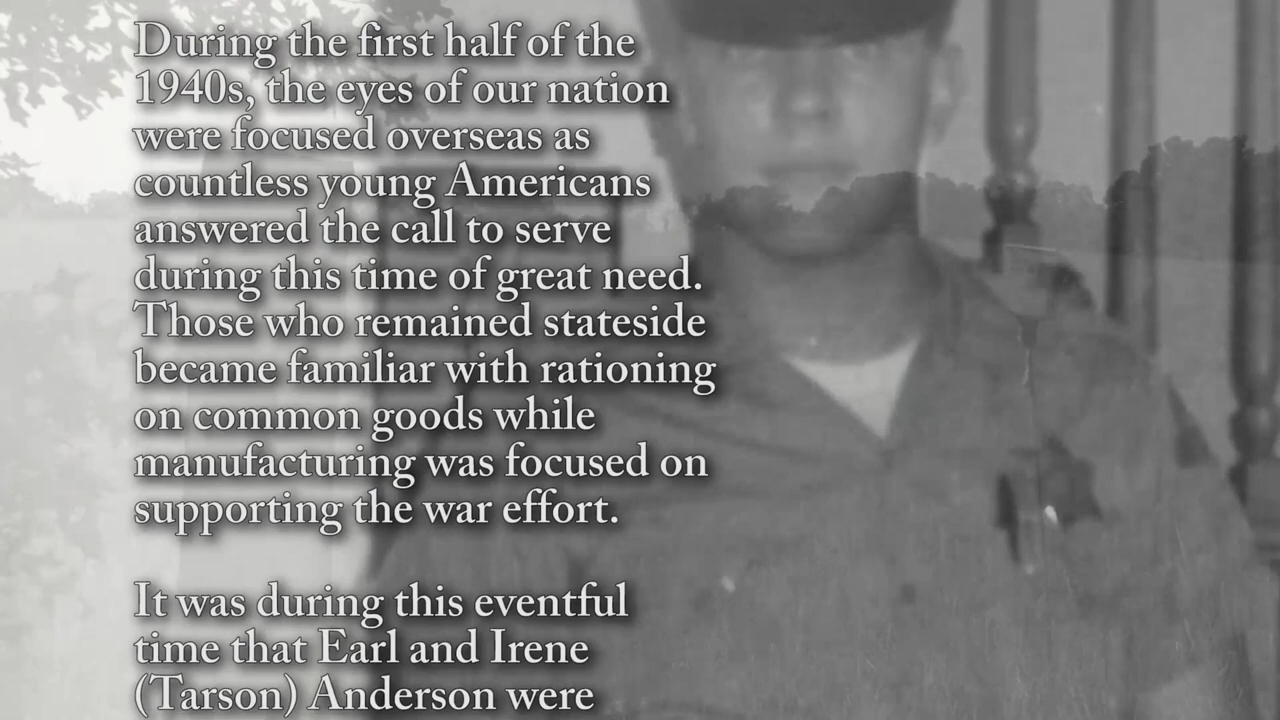 During the first half of the
1940s, the eyes of our nation
were focused overseas as
countless young Americans
answered the call to serve
during this time of great need.
Those who remained stateside
became familiar with rationing
on common goods while
manufacturing was focused on
supporting the war effort.
It was during this eventful
time that Earl and Irene
(Tarson) Anderson were